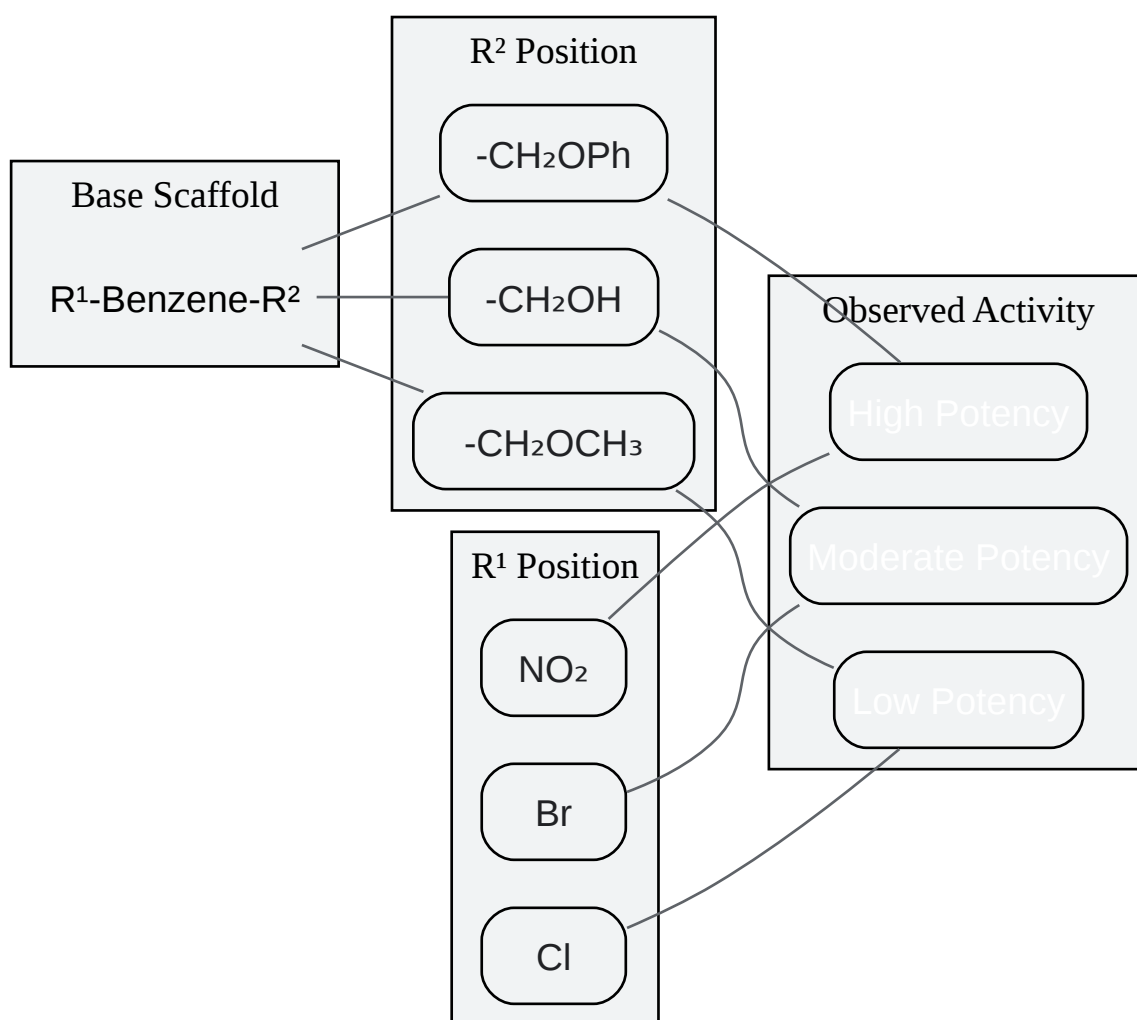 R² Position
-CH₂OPh
-CH₂OH
-CH₂OCH₃
Base Scaffold
R¹-Benzene-R²
Observed Activity
High Potency
Moderate Potency
Low Potency
R¹ Position
NO₂
Br
Cl